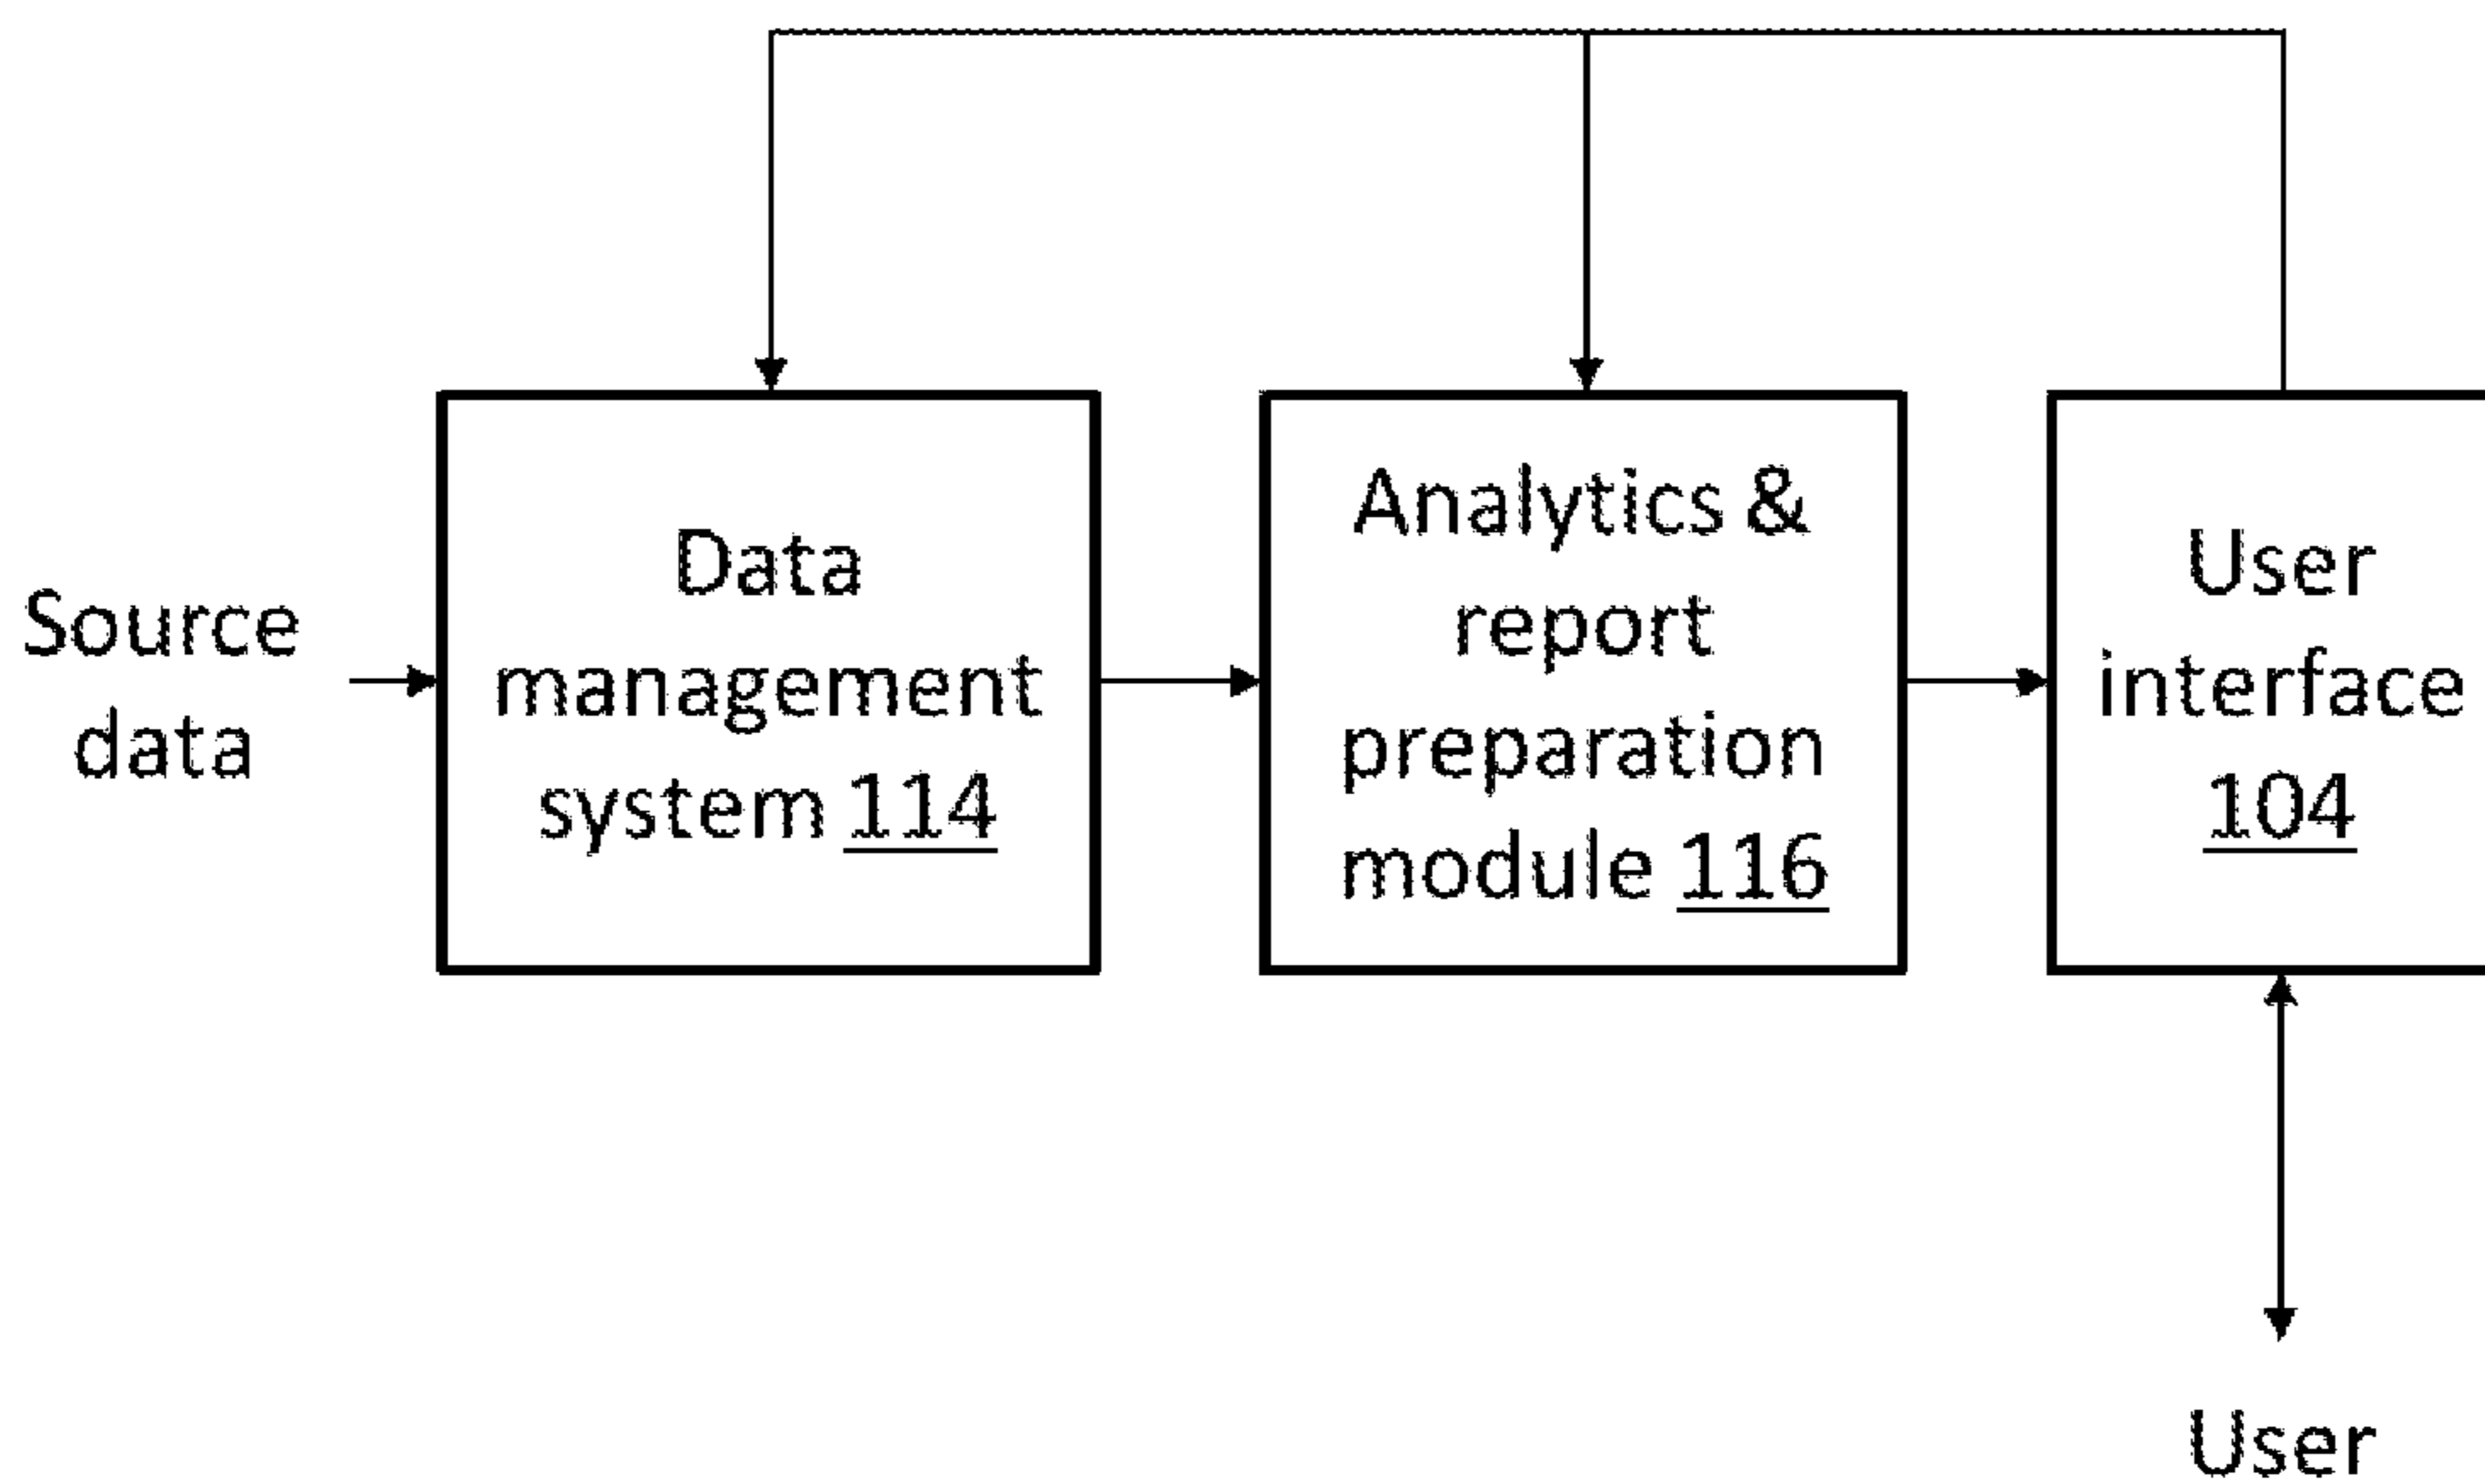 Source
data
Data
management
system 114
Analytics &
report
preparation
module 116
User
interface
104
User